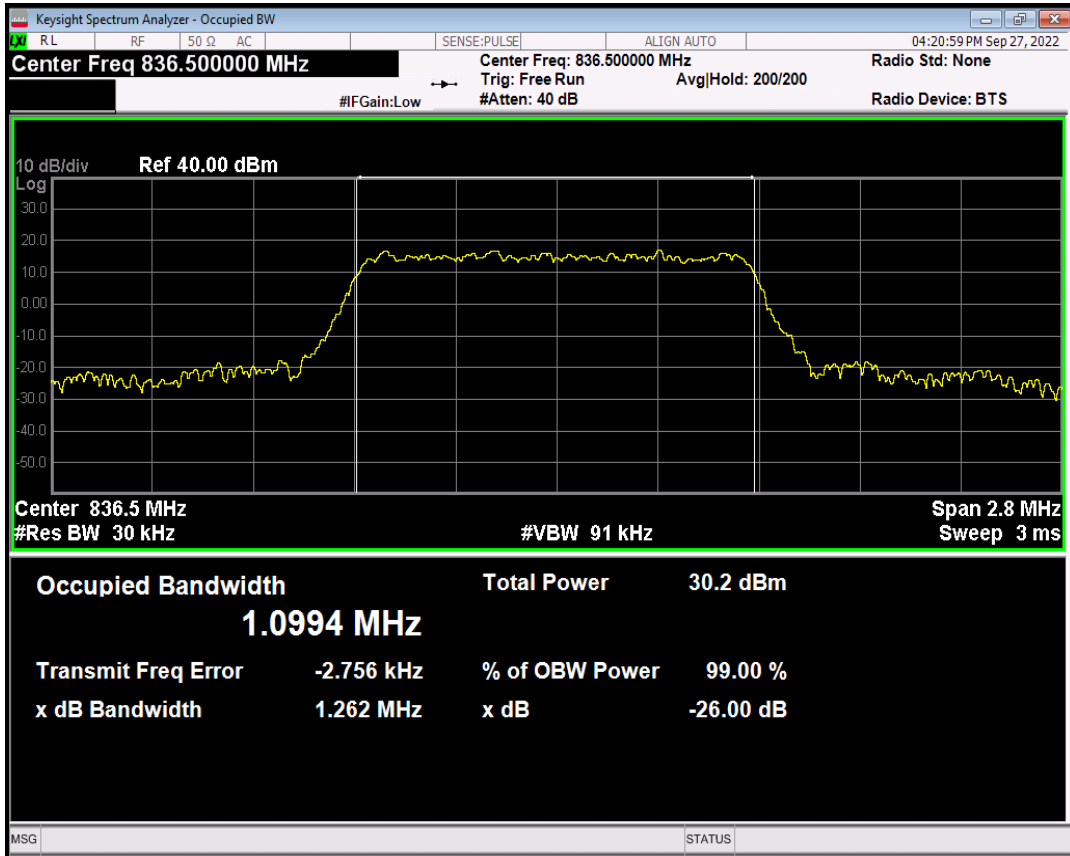 Keysight Spectrum Analyzer - Occupied BW
LXI RL RF 50 Ω AC SENSE:PULSE ALIGN AUTO 04:20:59 PM Sep 27, 2022
Center Freq 836.500000 MHz Center Freq: 836.500000 MHz Radio Std: None
Trig: Free Run Avg|Hold: 200/200
#IFGain:Low #Atten: 40 dB Radio Device: BTS
10 dB/div Ref 40.00 dBm
Log
30.0
20.0
10.0
0.00
-10.0
-20.0
-30.0
-40.0
-50.0
Center 836.5 MHz Span 2.8 MHz
#Res BW 30 kHz #VBW 91 kHz Sweep 3 ms
Occupied Bandwidth Total Power 30.2 dBm
1.0994 MHz
Transmit Freq Error -2.756 kHz % of OBW Power 99.00 %
x dB Bandwidth 1.262 MHz x dB -26.00 dB
MSG STATUS